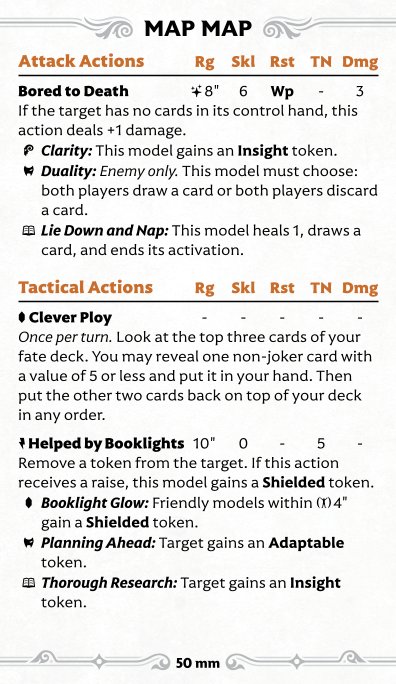 MAP MAP
Attack Actions Rg Skl Rst TN Dmg
Bored to Death 8" 6 Wp - 3
If the target has no cards in its control hand, this
action deals +1 damage.
Clarity: This model gains an Insight token.
Duality: Enemy only. This model must choose:
both players draw a card or both players discard
a card.
Lie Down and Nap: This model heals 1, draws a
card, and ends its activation.
Tactical Actions Rg Skl Rst TN Dmg
Clever Ploy - - - - -
Once per turn. Look at the top three cards of your
fate deck. You may reveal one non-joker card with
a value of 5 or less and put it in your hand. Then
put the other two cards back on top of your deck
in any order.
Helped by Booklights 10" 0 - 5 -
Remove a token from the target. If this action
receives a raise, this model gains a Shielded token.
Booklight Glow: Friendly models within 4"
gain a Shielded token.
Planning Ahead: Target gains an Adaptable
token.
Thorough Research: Target gains an Insight
token.
50 mm